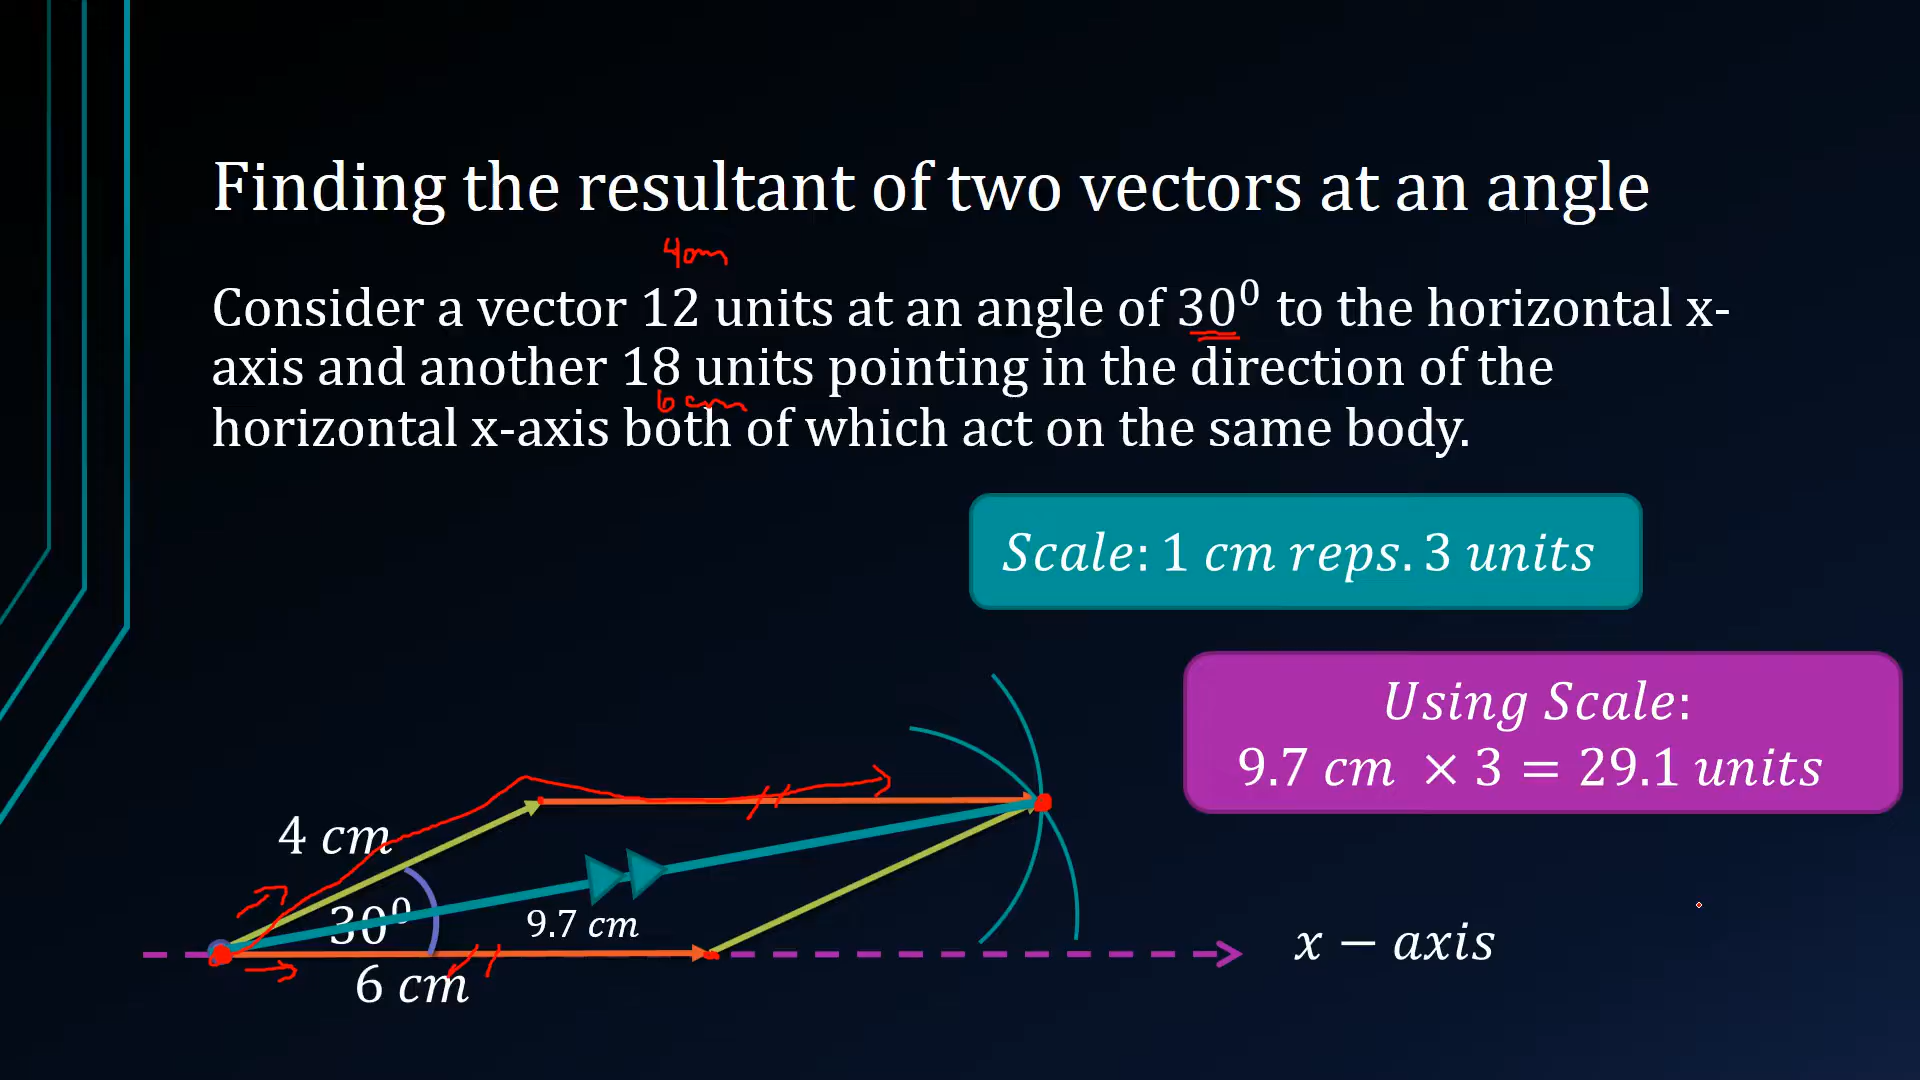 Finding the resultant of two vectors at an angle
4cm
Consider a vector 12 units at an angle of 30⁰ to the horizontal x-
axis and another 18 units pointing in the direction of the
6 cm
horizontal x-axis both of which act on the same body.
Scale: 1 cm reps. 3 units
Using Scale:
9.7 cm × 3 = 29.1 units
4 cm
30⁰
9.7 cm
x − axis
6 cm